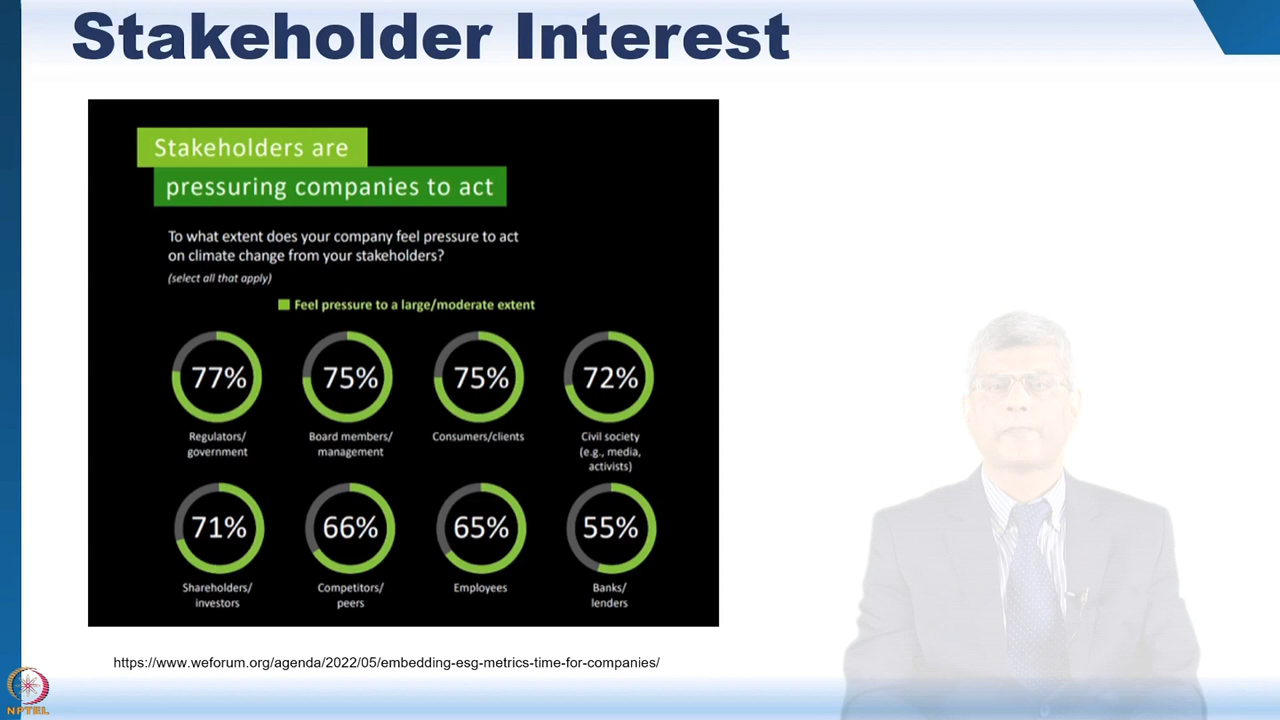 Stakeholder Interest
Stakeholders are
pressuring companies to act
To what extent does your company feel pressure to act
on climate change from your stakeholders?
(select all that apply)
Feel pressure to a large/moderate extent
77%
75%
75%
72%
Regulators/
government
Board members/
management
Consumers/clients
Civil society
(e.g., media,
activists)
71%
66%
65%
55%
Shareholders/
investors
Competitors/
peers
Employees
Banks/
lenders
https://www.weforum.org/agenda/2022/05/embedding-esg-metrics-time-for-companies/
NPTEL